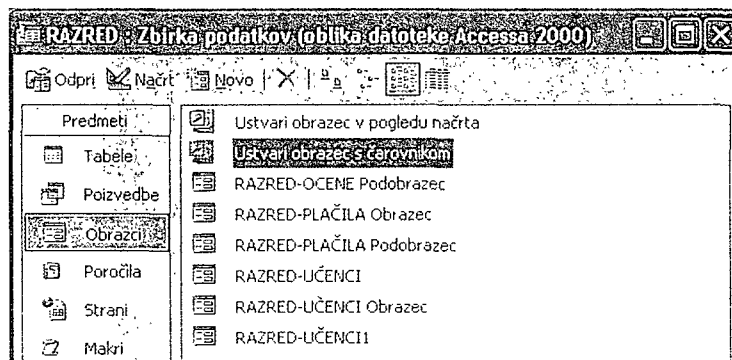 RAZRED : Zbirka podatkov (oblika datoteke Accessa 2000)
Odpri Načrt Novo
Predmeti
Tabele
Poizvedbe
Obrazci
Poročila
Strani
Makri
Ustvari obrazec v pogledu načrta
Ustvari obrazec s čarovnikom
RAZRED-OCENE Podobrazec
RAZRED-PLAČILA Obrazec
RAZRED-PLAČILA Podobrazec
RAZRED-UČENCI
RAZRED-UČENCI Obrazec
RAZRED-UČENCI1